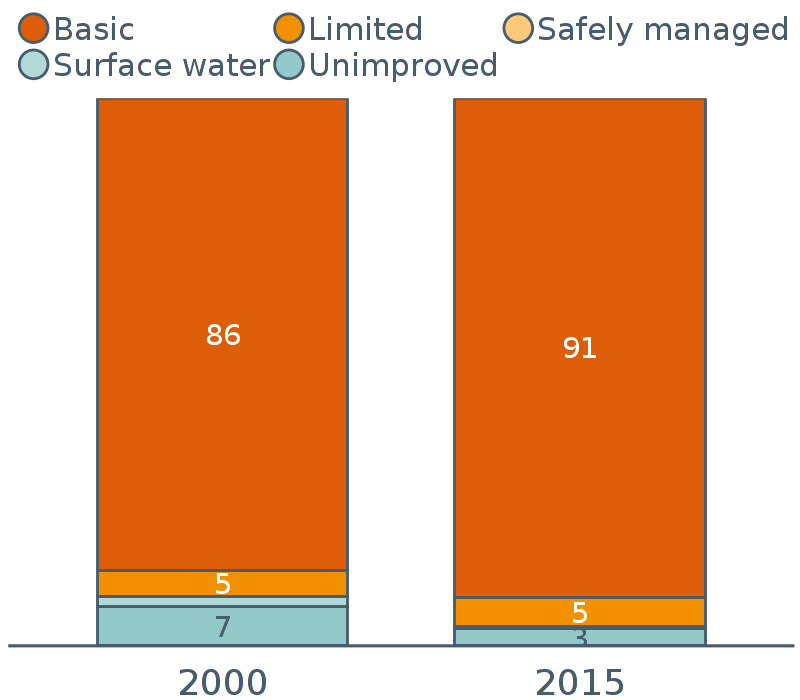 Basic Limited Safely managed
Surface water Unimproved
86 91
5 5
7 3
2000 2015